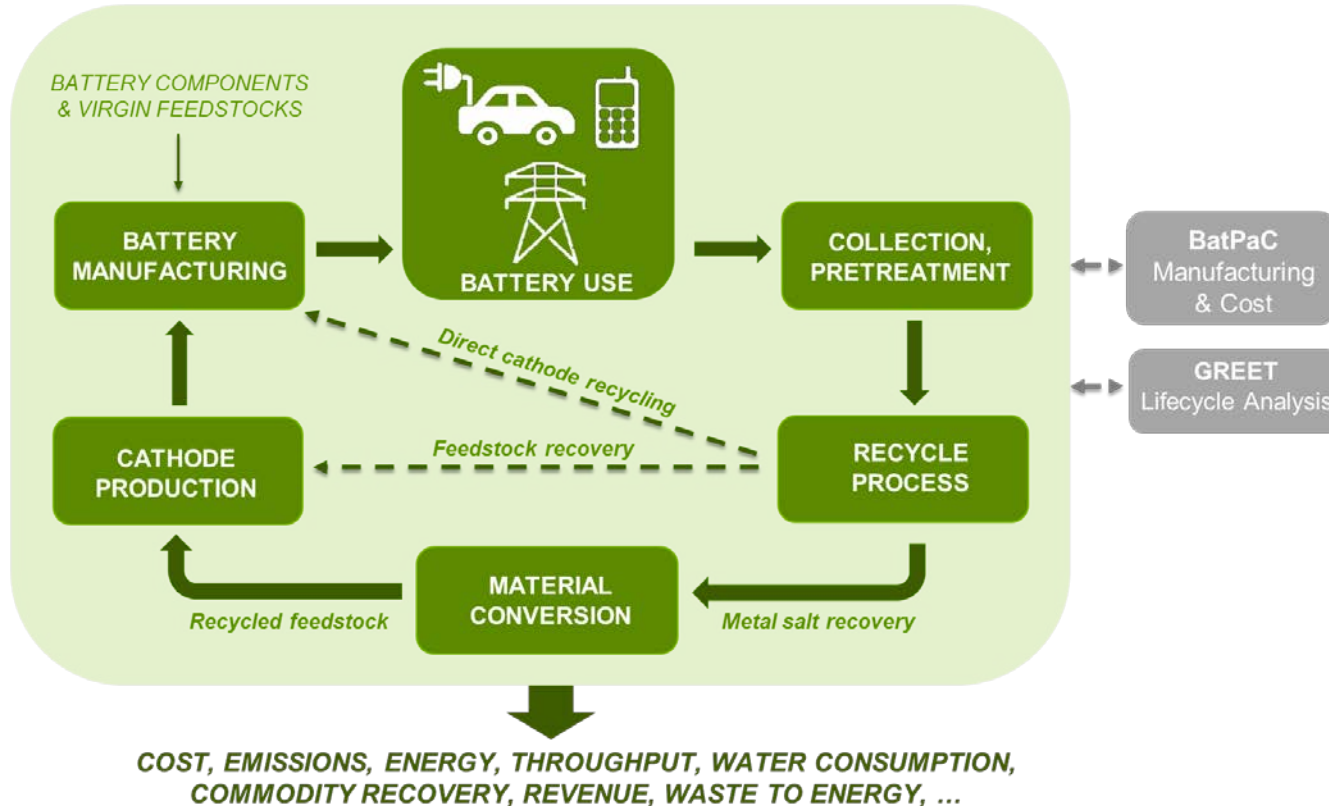 BATTERY COMPONENTS
& VIRGIN FEEDSTOCKS
BATTERY
MANUFACTURING
BATTERY USE
COLLECTION,
PRETREATMENT
BatPaC
Manufacturing
& Cost
GREET
Lifecycle Analysis
Direct cathode recycling
Feedstock recovery
CATHODE
PRODUCTION
RECYCLE
PROCESS
MATERIAL
CONVERSION
Recycled feedstock
Metal salt recovery
COST, EMISSIONS, ENERGY, THROUGHPUT, WATER CONSUMPTION,
COMMODITY RECOVERY, REVENUE, WASTE TO ENERGY, ...